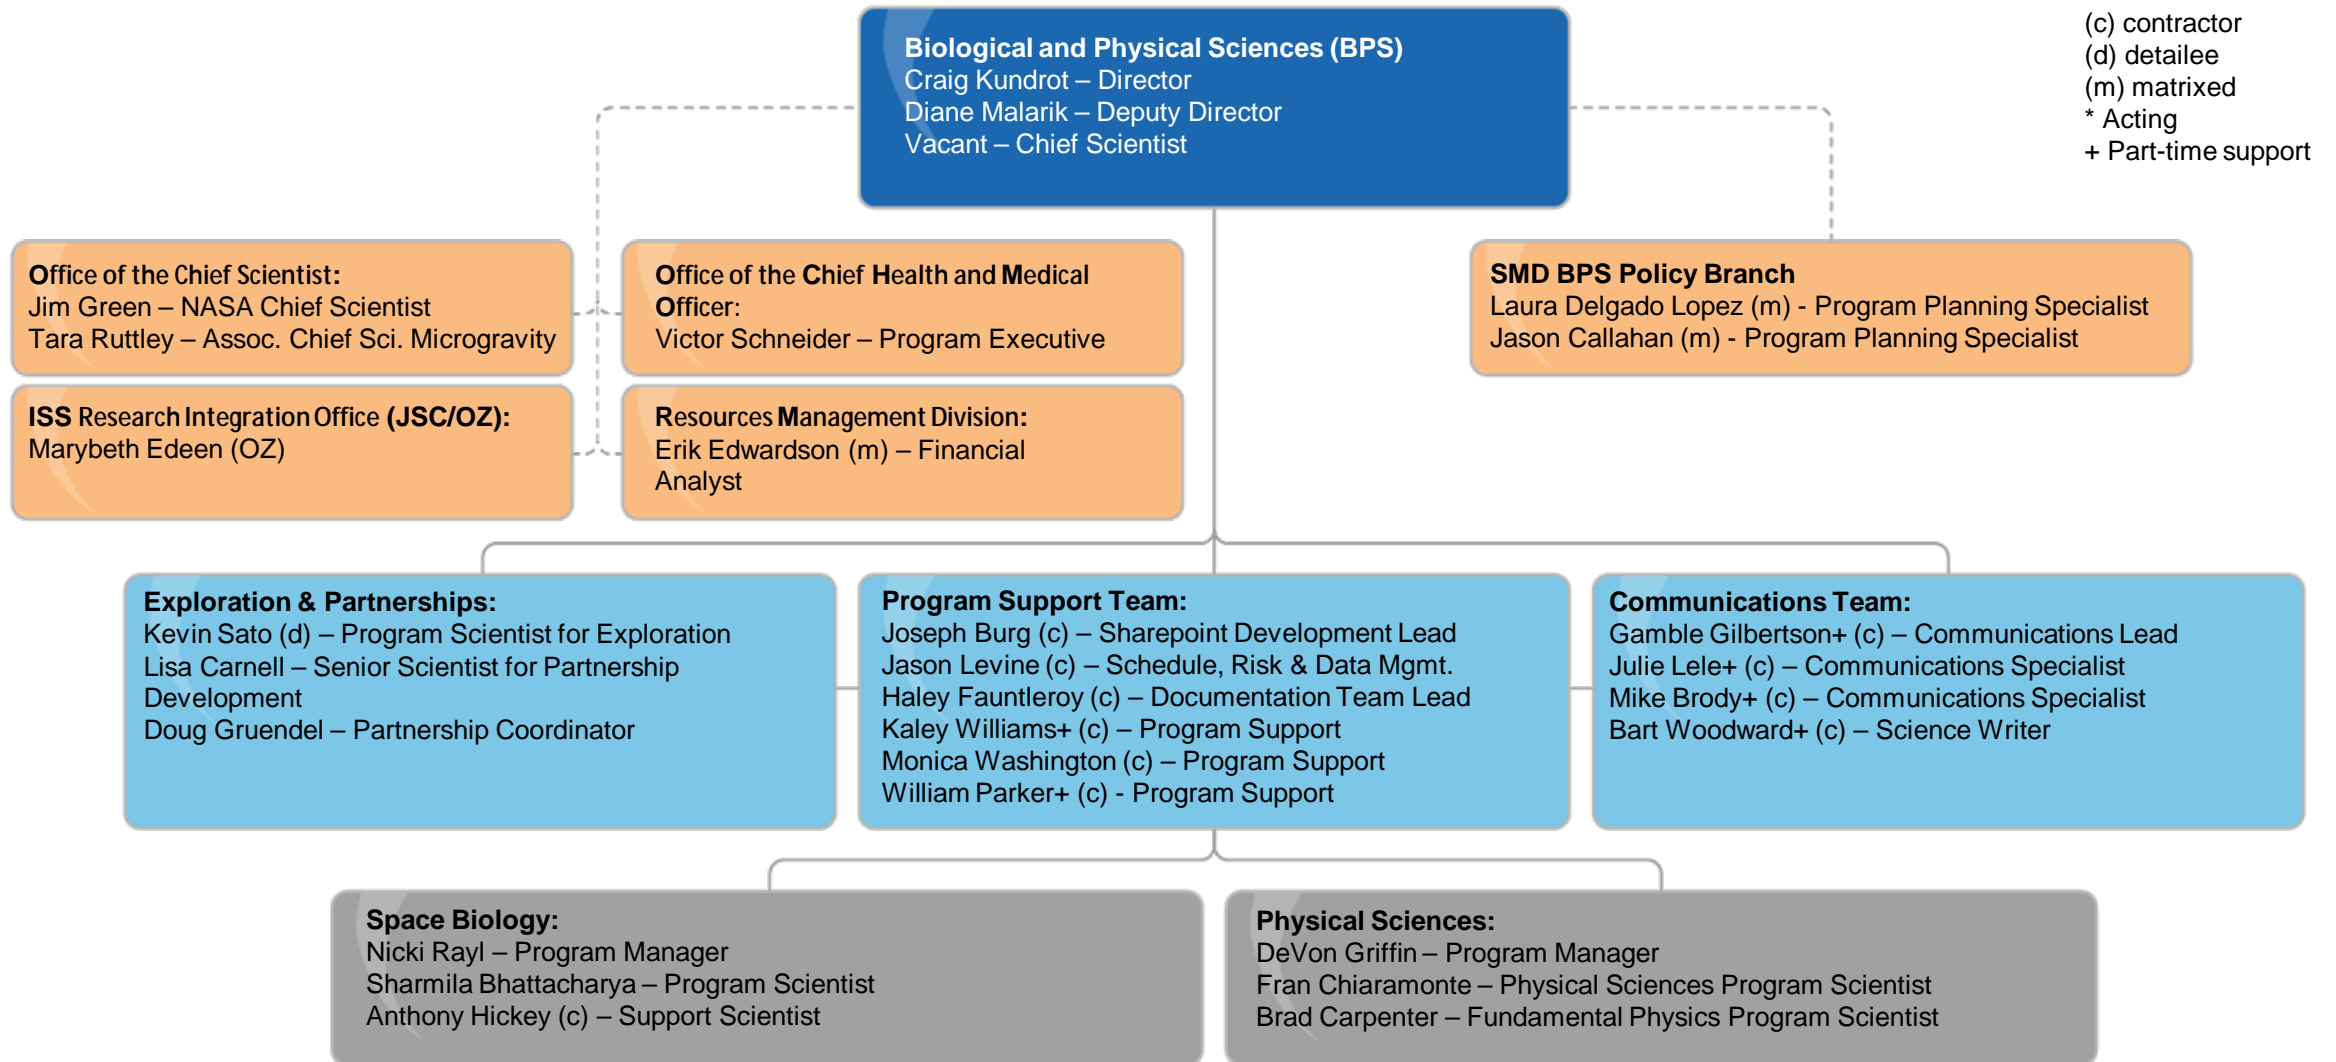 Biological and Physical Sciences (BPS)
Craig Kundrot – Director
Diane Malarik – Deputy Director
Vacant – Chief Scientist
(c) contractor
(d) detailee
(m) matrixed
* Acting
+ Part-time support
Office of the Chief Scientist:
Jim Green – NASA Chief Scientist
Tara Ruttley – Assoc. Chief Sci. Microgravity
Office of the Chief Health and Medical
Officer:
Victor Schneider – Program Executive
SMD BPS Policy Branch
Laura Delgado Lopez (m) - Program Planning Specialist
Jason Callahan (m) - Program Planning Specialist
ISS Research Integration Office (JSC/OZ):
Marybeth Edeen (OZ)
Resources Management Division:
Erik Edwardson (m) – Financial
Analyst
Exploration & Partnerships:
Kevin Sato (d) – Program Scientist for Exploration
Lisa Carnell – Senior Scientist for Partnership
Development
Doug Gruendel – Partnership Coordinator
Program Support Team:
Joseph Burg (c) – Sharepoint Development Lead
Jason Levine (c) – Schedule, Risk & Data Mgmt.
Haley Fauntleroy (c) – Documentation Team Lead
Kaley Williams+ (c) – Program Support
Monica Washington (c) – Program Support
William Parker+ (c) - Program Support
Communications Team:
Gamble Gilbertson+ (c) – Communications Lead
Julie Lele+ (c) – Communications Specialist
Mike Brody+ (c) – Communications Specialist
Bart Woodward+ (c) – Science Writer
Space Biology:
Nicki Rayl – Program Manager
Sharmila Bhattacharya – Program Scientist
Anthony Hickey (c) – Support Scientist
Physical Sciences:
DeVon Griffin – Program Manager
Fran Chiaramonte – Physical Sciences Program Scientist
Brad Carpenter – Fundamental Physics Program Scientist